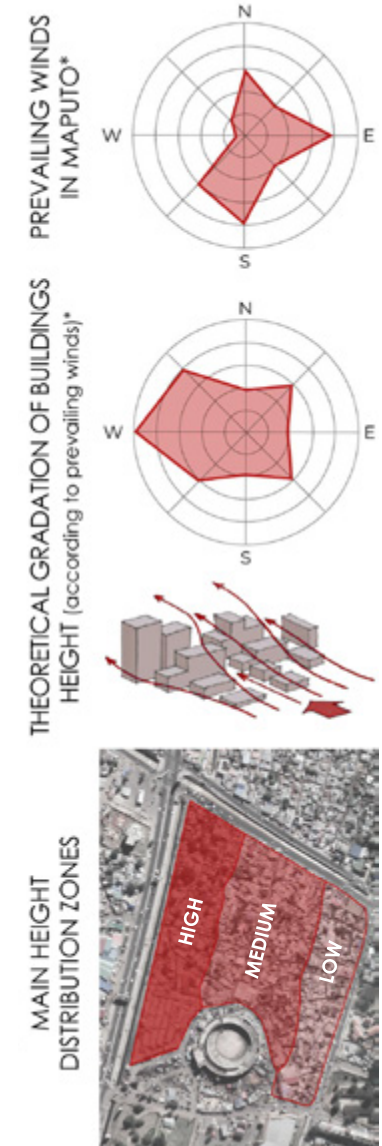 PREVAILING WINDS
IN MAPUTO*
N
W
E
S
THEORETICAL GRADATION OF BUILDINGS
HEIGHT (according to prevailing winds)*
N
W
E
S
MAIN HEIGHT
DISTRIBUTION ZONES
HIGH
MEDIUM
LOW